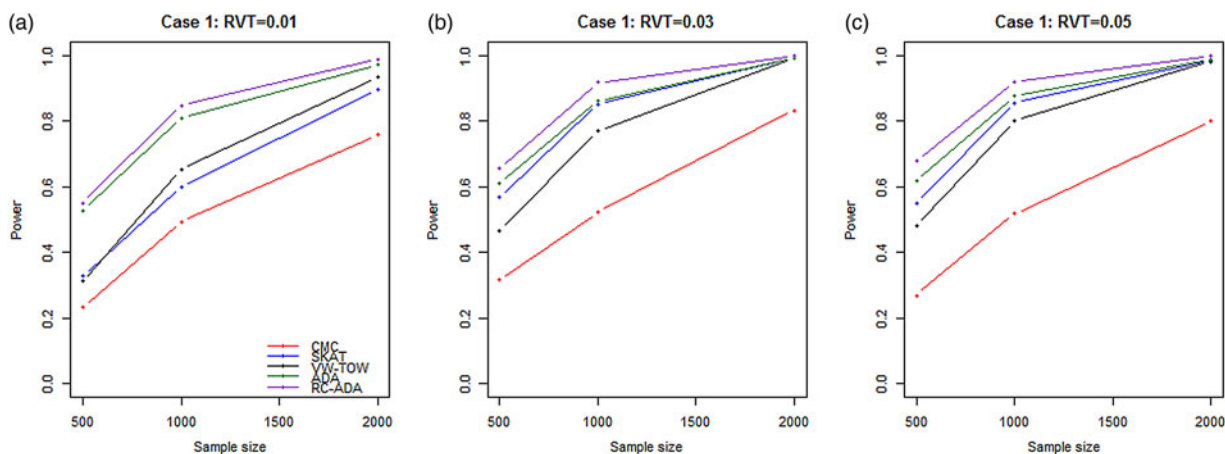 (a)
Case 1: RVT=0.01
Power
1.0
0.8
0.6
0.4
0.2
0.0
CMC
SKAT
VW-TOW
ADA
RC-ADA
500
1000
1500
2000
Sample size
(b)
Case 1: RVT=0.03
Power
1.0
0.8
0.6
0.4
0.2
0.0
500
1000
1500
2000
Sample size
(c)
Case 1: RVT=0.05
Power
1.0
0.8
0.6
0.4
0.2
0.0
500
1000
1500
2000
Sample size